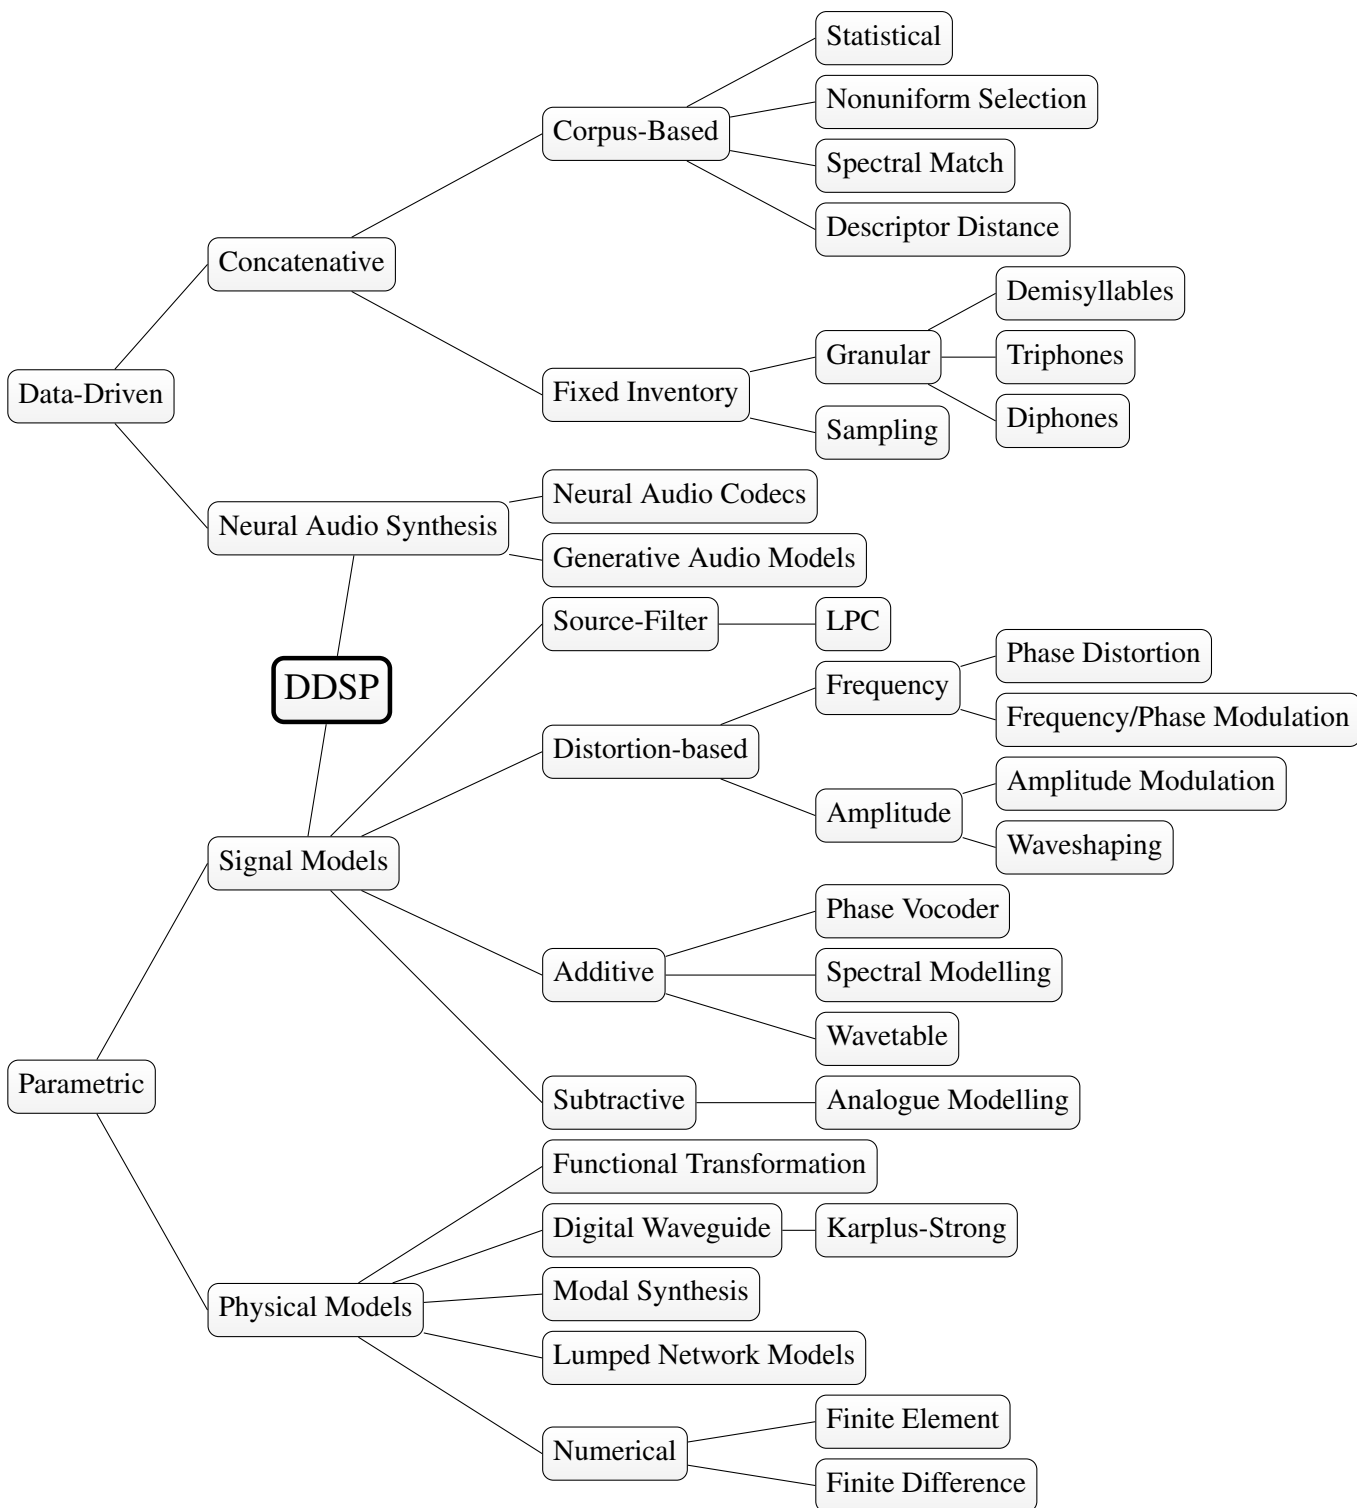 Statistical
Nonuniform Selection
Corpus-Based
Spectral Match
Descriptor Distance
Concatenative
Demisyllables
Granular
Triphones
Data-Driven
Fixed Inventory
Diphones
Sampling
Neural Audio Codecs
Neural Audio Synthesis
Generative Audio Models
Source-Filter
LPC
Phase Distortion
DDSP
Frequency
Frequency/Phase Modulation
Distortion-based
Amplitude Modulation
Amplitude
Waveshaping
Signal Models
Phase Vocoder
Additive
Spectral Modelling
Wavetable
Parametric
Subtractive
Analogue Modelling
Functional Transformation
Digital Waveguide
Karplus-Strong
Modal Synthesis
Physical Models
Lumped Network Models
Finite Element
Numerical
Finite Difference